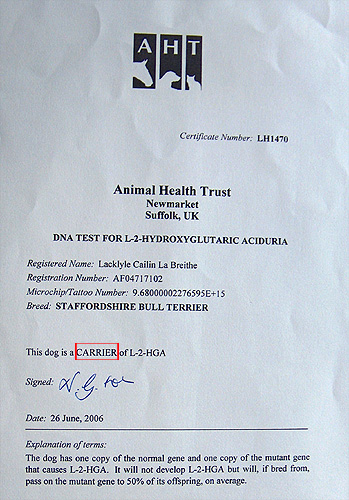 AHT
Certificate Number: LH1470
Animal Health Trust
Newmarket
Suffolk, UK
DNA TEST FOR L-2-HYDROXYGLUTARIC ACIDURIA
Registered Name: Lacklyle Cailin La Breithe
Registration Number: AF04717102
Microchip/Tattoo Number: 9.68000002276595E+15
Breed: STAFFORDSHIRE BULL TERRIER
This dog is a CARRIER of L-2-HGA
Signed:
Date: 26 June, 2006
Explanation of terms:
The dog has one copy of the normal gene and one copy of the mutant gene
that causes L-2-HGA. It will not develop L-2-HGA but will, if bred from,
pass on the mutant gene to 50% of its offspring, on average.